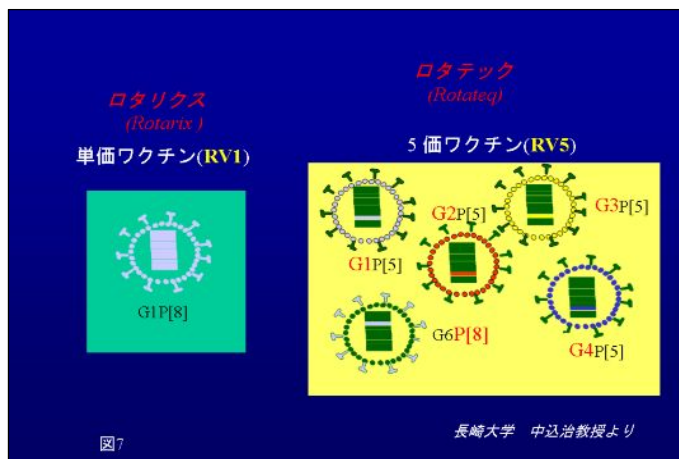 ロタリクス
(Rotarix )
単価ワクチン(RV1)
G1P[8]
ロタテック
(Rotateq)
5 価ワクチン(RV5)
G1P[5]
G2P[5]
G3P[5]
G6P[8]
G4P[5]
図7
長崎大学　中込治教授より